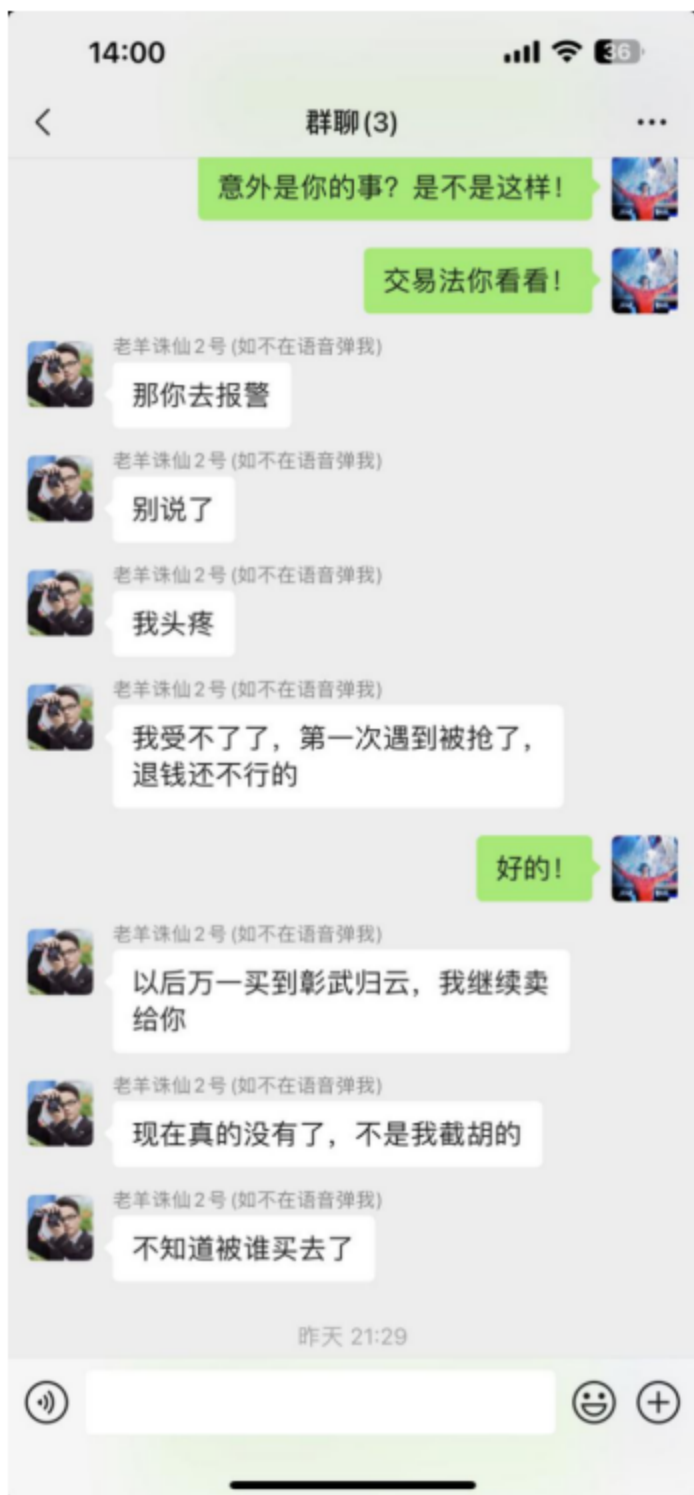 14:00
36
群聊(3)
意外是你的事？是不是这样！
交易法你看看！
老羊诛仙2号(如不在语音弹我)
那你去报警
老羊诛仙2号(如不在语音弹我)
别说了
老羊诛仙2号(如不在语音弹我)
我头疼
老羊诛仙2号(如不在语音弹我)
我受不了了，第一次遇到被抢了，
退钱还不行的
好的！
老羊诛仙2号(如不在语音弹我)
以后万一买到彰武归云，我继续卖
给你
老羊诛仙2号(如不在语音弹我)
现在真的没有了，不是我截胡的
老羊诛仙2号(如不在语音弹我)
不知道被谁买去了
昨天 21:29